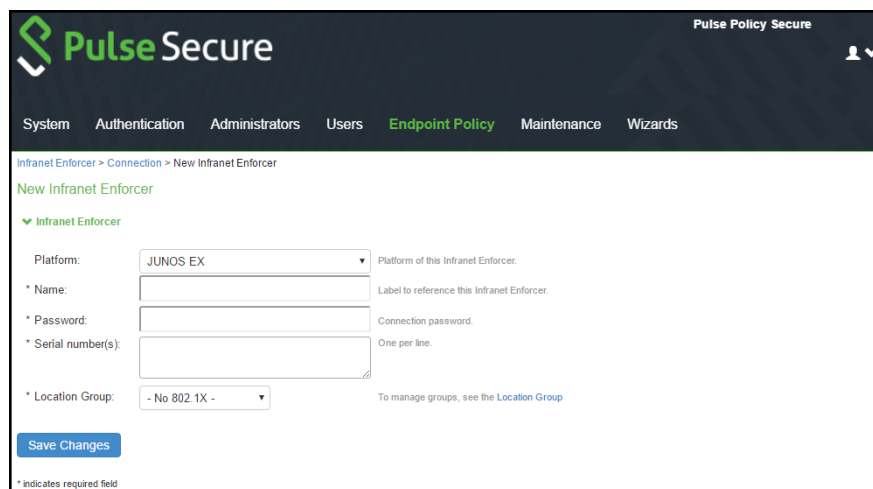 Pulse Policy Secure
Pulse Secure
System Authentication Administrators Users Endpoint Policy Maintenance Wizards
Infranet Enforcer > Connection > New Infranet Enforcer
New Infranet Enforcer
Infranet Enforcer
Platform: JUNOS EX Platform of this Infranet Enforcer.
* Name: Label to reference this Infranet Enforcer.
* Password: Connection password.
* Serial number(s): One per line.
* Location Group: - No 802.1X - To manage groups, see the Location Group
Save Changes
* indicates required field